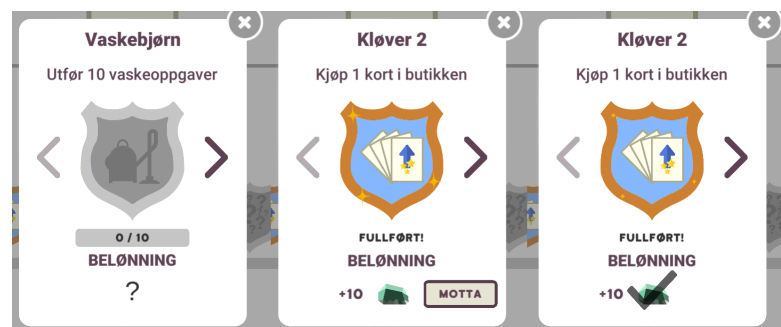 Vaskebjørn
Utfør 10 vaskeoppgaver
0 / 10
BELØNNING
?
Kløver 2
Kjøp 1 kort i butikken
FULLFØRT!
BELØNNING
+10
MOTTA
Kløver 2
Kjøp 1 kort i butikken
FULLFØRT!
BELØNNING
+10